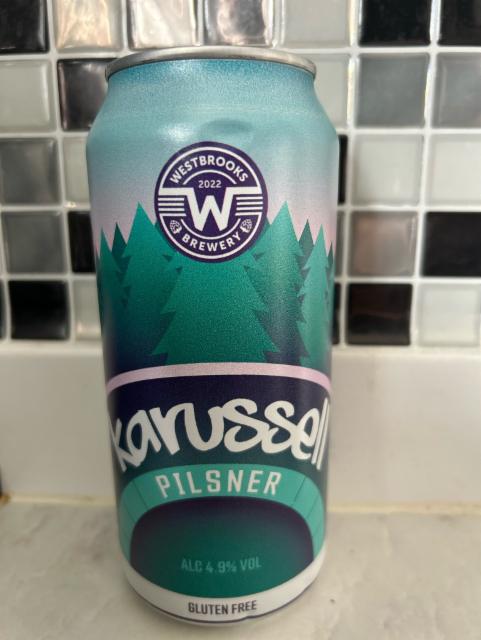 WESTBROOKS
2022
W
BREWERY
karussell
PILSNER
ALC 4.9% VOL
GLUTEN FREE